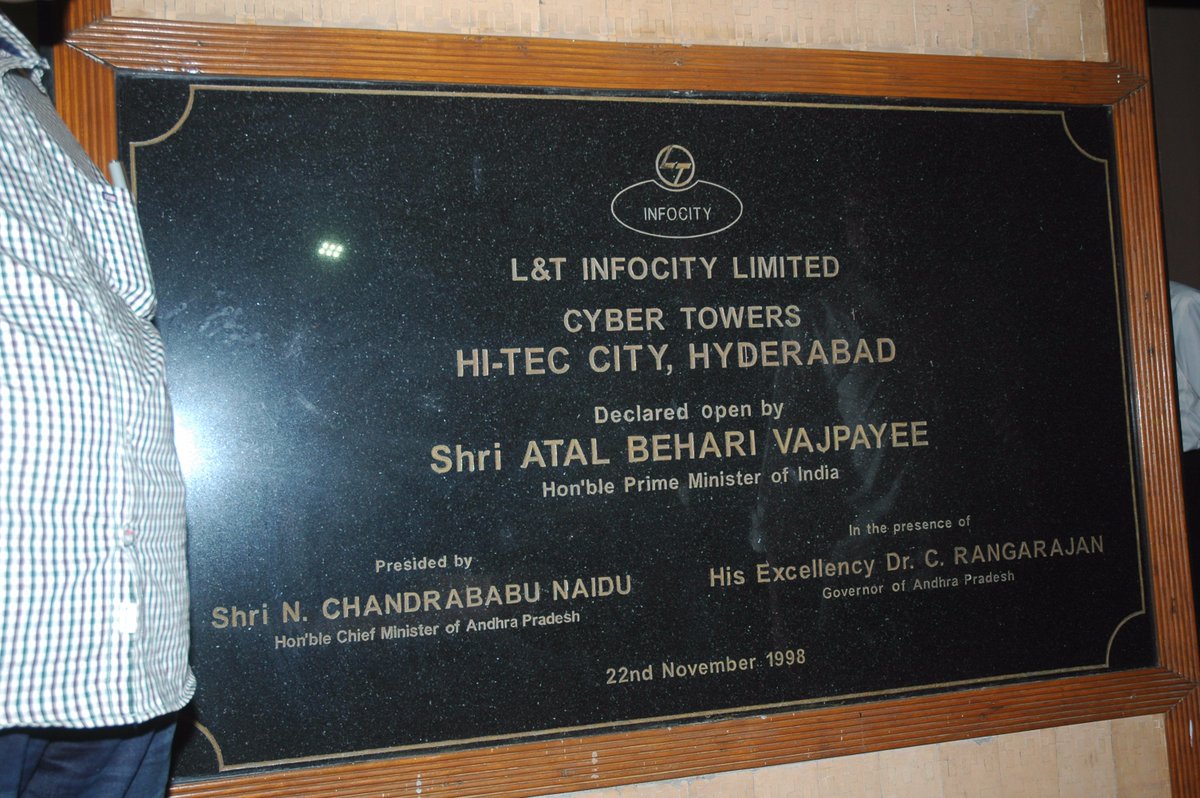 LT
INFOCITY
L&T INFOCITY LIMITED
CYBER TOWERS
HI-TEC CITY, HYDERABAD
Declared open by
Shri ATAL BEHARI VAJPAYEE
Hon'ble Prime Minister of India
Presided by
Shri N. CHANDRABABU NAIDU
Hon'ble Chief Minister of Andhra Pradesh
In the presence of
His Excellency Dr. C. RANGARAJAN
Governor of Andhra Pradesh
22nd November 1998